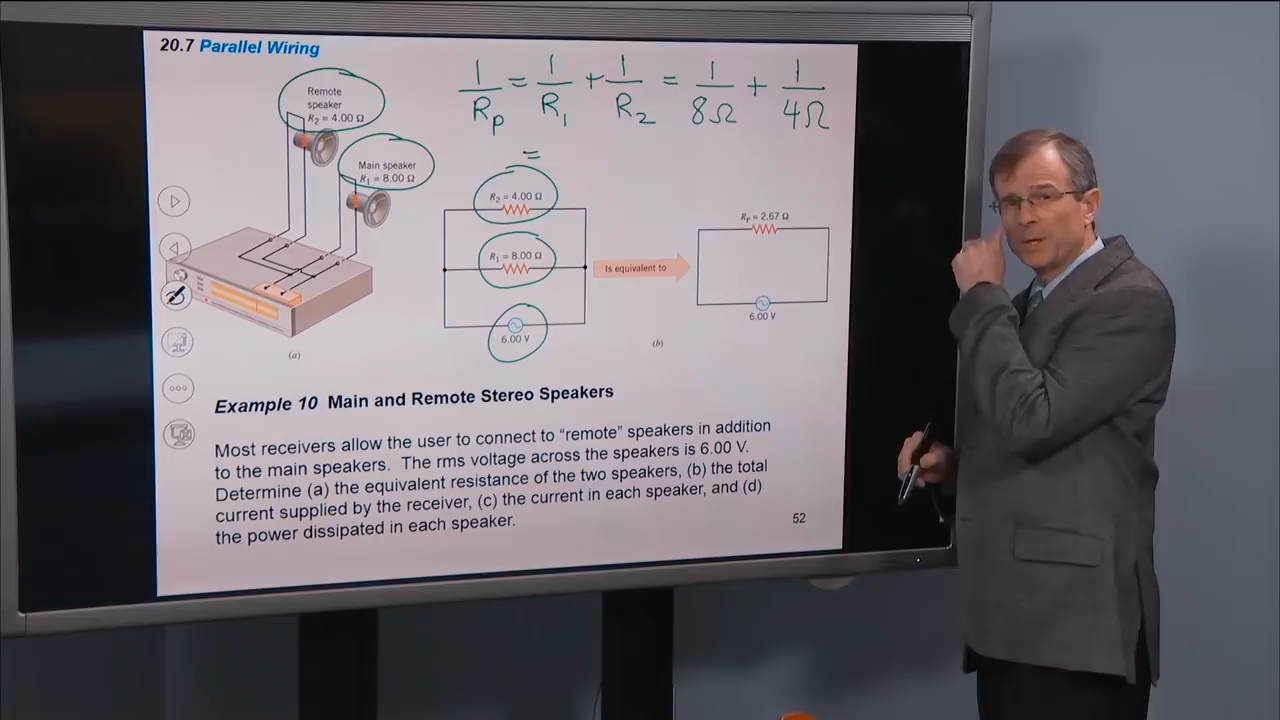 20.7 Parallel Wiring
1/Rp = 1/R1 + 1/R2 = 1/8Ω + 1/4Ω
=
Remote
speaker
R2 = 4.00 Ω
Main speaker
R1 = 8.00 Ω
(a)
R2 = 4.00 Ω
R1 = 8.00 Ω
6.00 V
Is equivalent to
RP = 2.67 Ω
6.00 V
(b)
Example 10 Main and Remote Stereo Speakers
Most receivers allow the user to connect to “remote” speakers in addition
to the main speakers. The rms voltage across the speakers is 6.00 V.
Determine (a) the equivalent resistance of the two speakers, (b) the total
current supplied by the receiver, (c) the current in each speaker, and (d)
the power dissipated in each speaker.
52